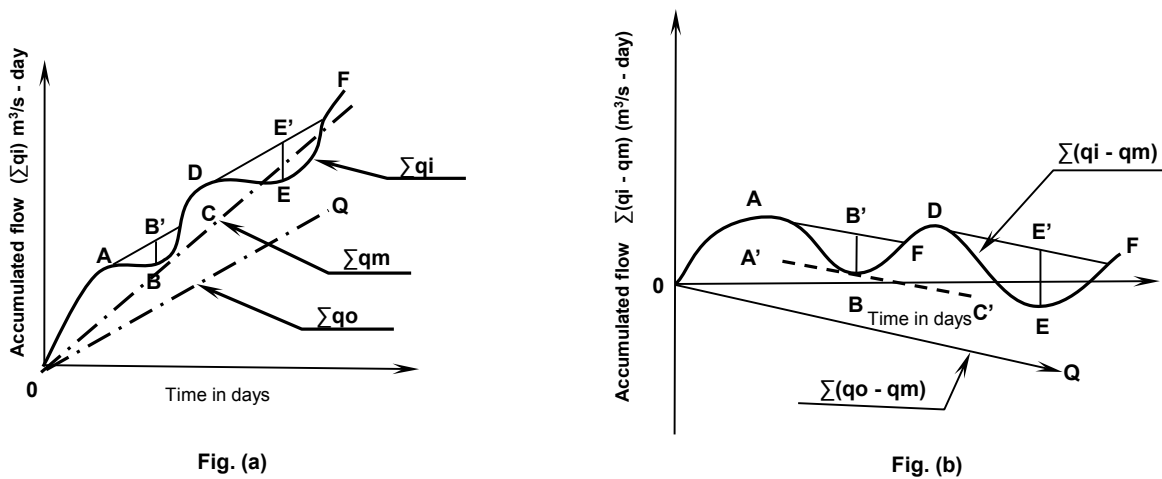 Accumulated flow (∑qi) m³/s - day
F
E'
D
∑qi
E
Q
C
B'
A
B
∑qm
∑qo
0
Time in days
Fig. (a)
Accumulated flow ∑(qi - qm) (m³/s - day)
∑(qi - qm)
A
B'
D
E'
F
F
A'
0
B
C'
Time in days
E
Q
∑(qo - qm)
Fig. (b)